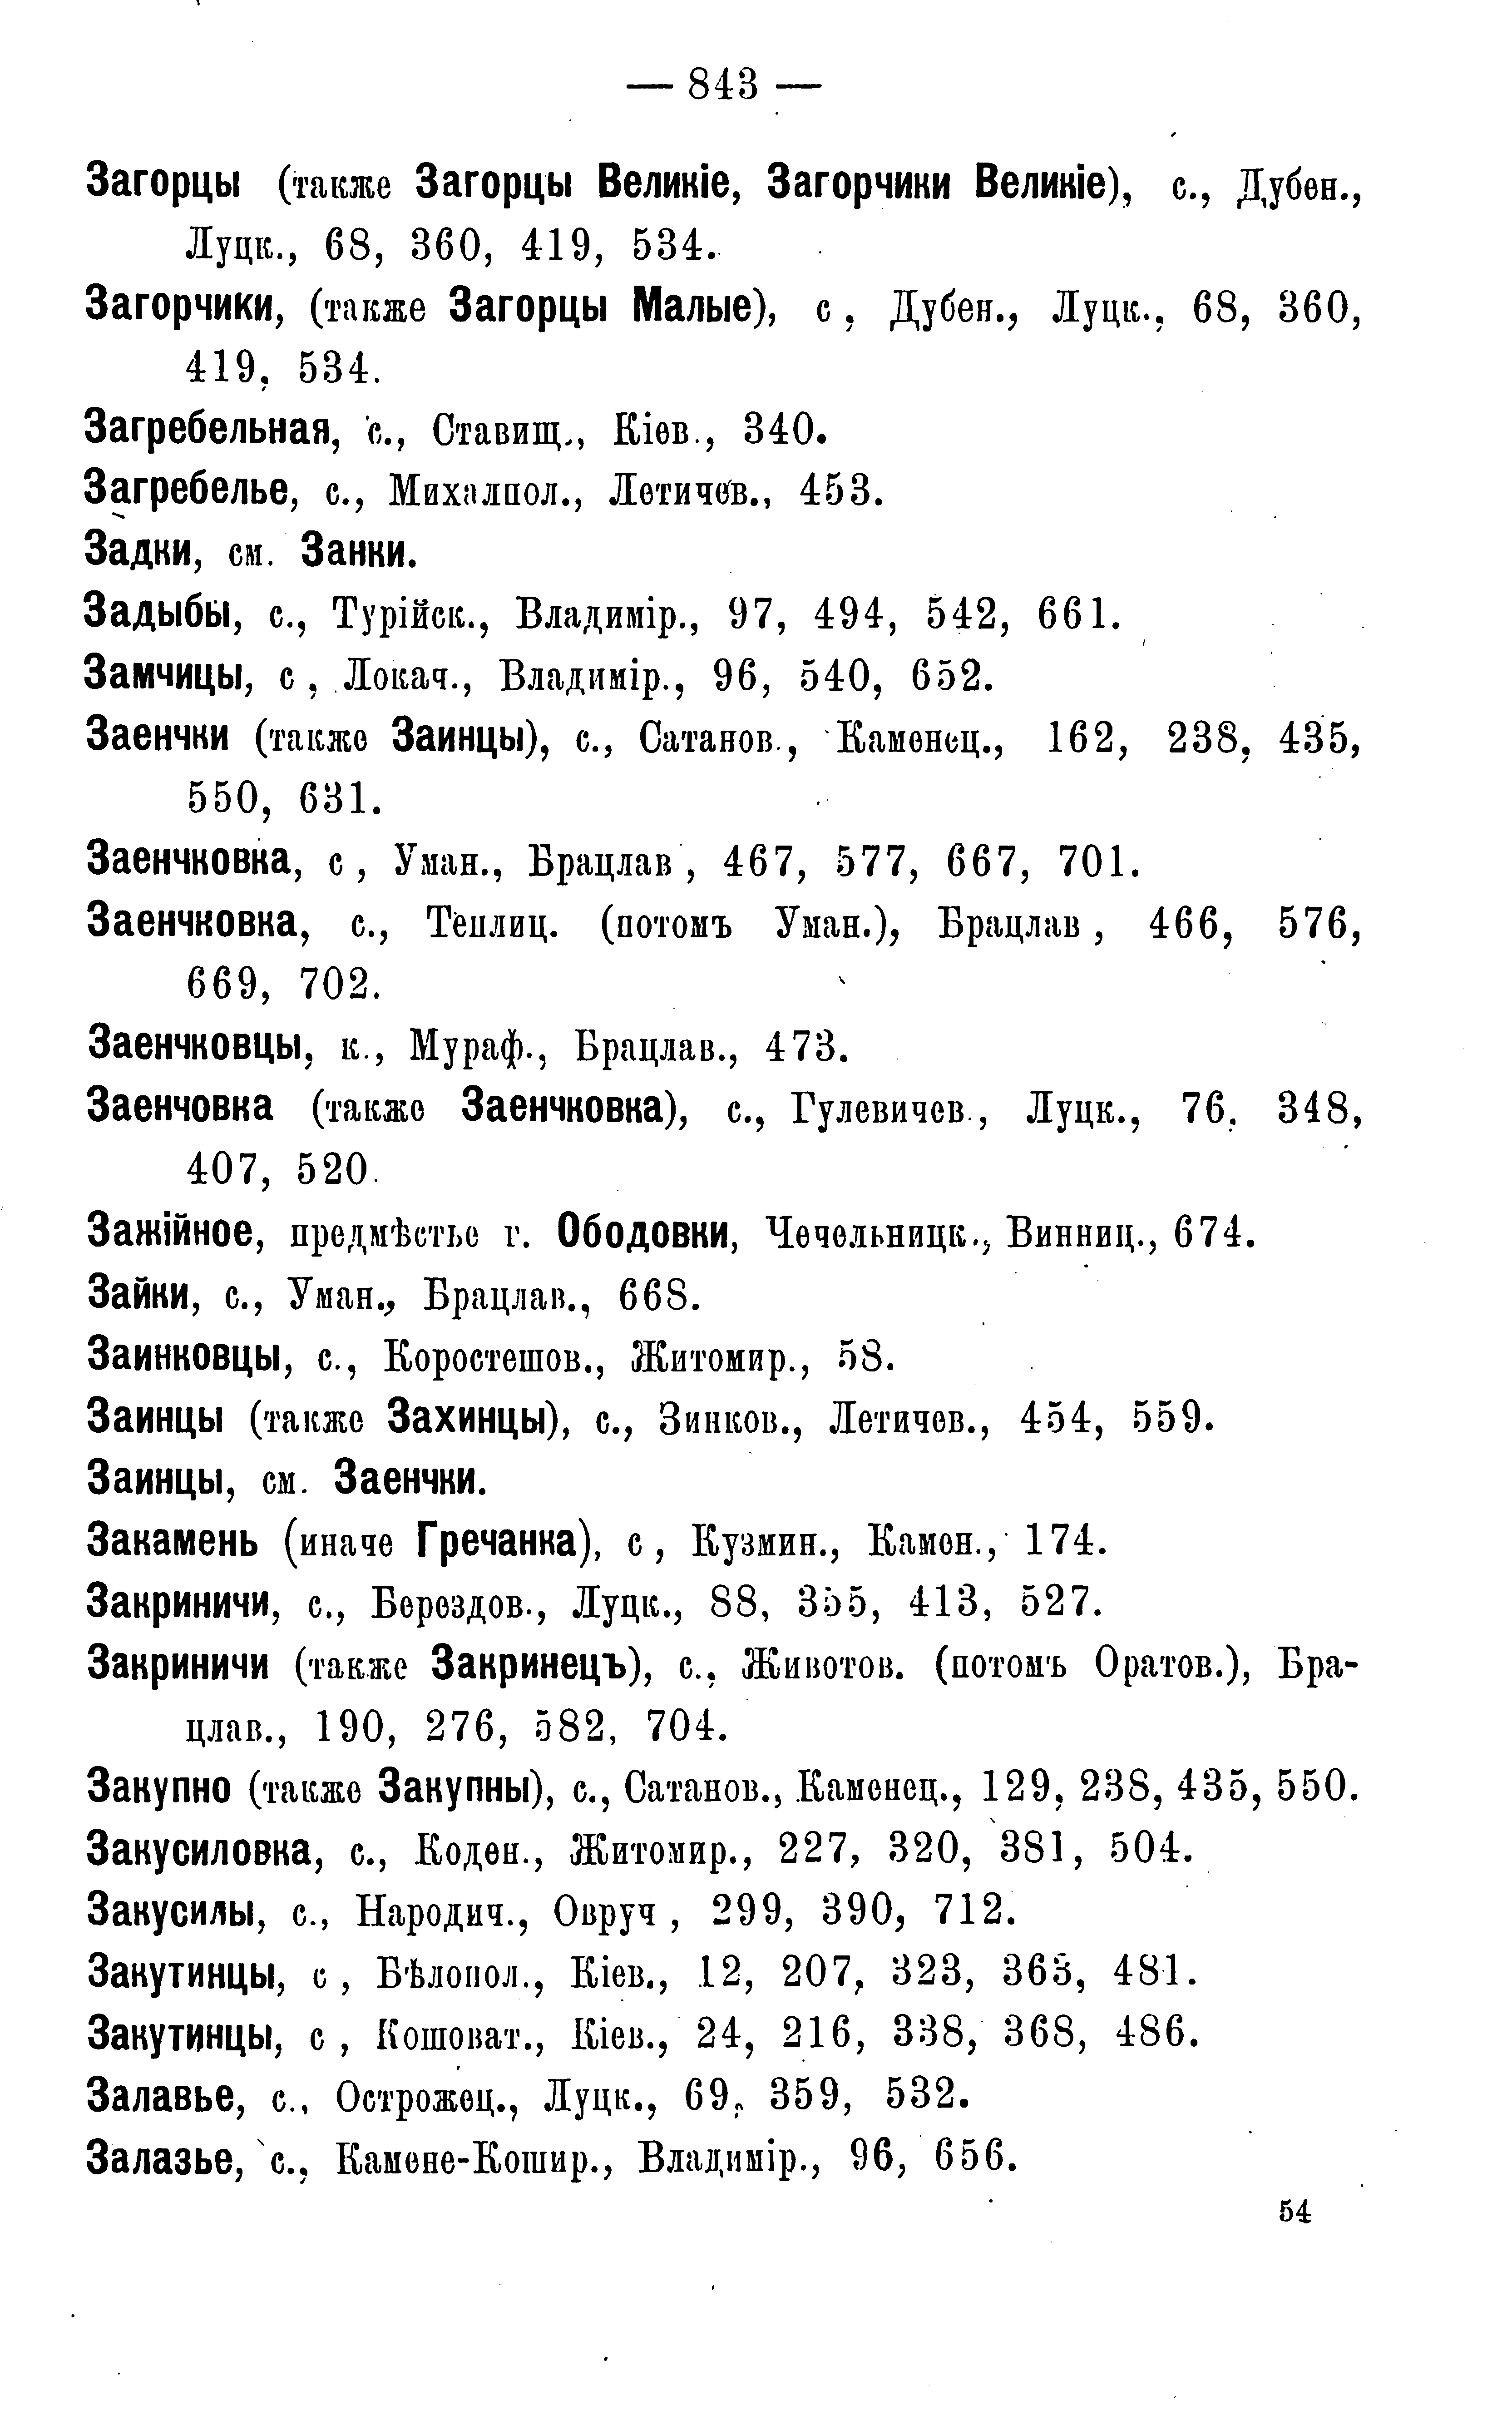 — 843 —
Загорцы (также Загорцы Великіе, Загорчики Великіе), с., Дубен.,
Луцк., 68, 360, 419, 534.
Загорчики, (также Загорцы Малые), с , Дубен., Луцк., 68, 360,
419, 534.
Загребельная, с., Ставищ., Кіев., 340.
Загребелье, с., Михалпол., Летичев., 453.
Задки, см. Занки.
Задыбы, с., Турійск., Владимір., 97, 494, 542, 661.
Замчицы, с , Локач., Владимір., 96, 540, 652.
Заенчки (также Заинцы), с., Сатанов., Каменец., 162, 238, 435,
550, 631.
Заенчковка, с , Уман., Брацлав , 467, 577, 667, 701.
Заенчковка, с., Теплиц. (потомъ Уман.), Брацлав , 466, 576,
669, 702.
Заенчковцы, к., Мураф., Брацлав., 473.
Заенчовка (также Заенчковка), с., Гулевичев., Луцк., 76, 348,
407, 520.
Зажійное, предмѣстье г. Ободовки, Чечельницк., Винниц., 674.
Зайки, с., Уман., Брацлав., 668.
Заинковцы, с., Коростешов., Житомир., 58.
Заинцы (также Захинцы), с., Зинков., Летичев., 454, 559.
Заинцы, см. Заенчки.
Закамень (иначе Гречанка), с , Кузмин., Камен., 174.
Закриничи, с., Берездов., Луцк., 88, 355, 413, 527.
Закриничи (также Закринецъ), с., Животов. (потомъ Оратов.), Бра-
цлав., 190, 276, 582, 704.
Закупно (также Закупны), с., Сатанов., Каменец., 129, 238, 435, 550.
Закусиловка, с., Коден., Житомир., 227, 320, 381, 504.
Закусилы, с., Народич., Овруч , 299, 390, 712.
Закутинцы, с , Бѣлопол., Кіев., 12, 207, 323, 363, 481.
Закутинцы, с , Кошоват., Кіев., 24, 216, 338, 368, 486.
Залавье, с., Острожец., Луцк., 69, 359, 532.
Залазье, с., Камене-Кошир., Владимір., 96, 656.
54